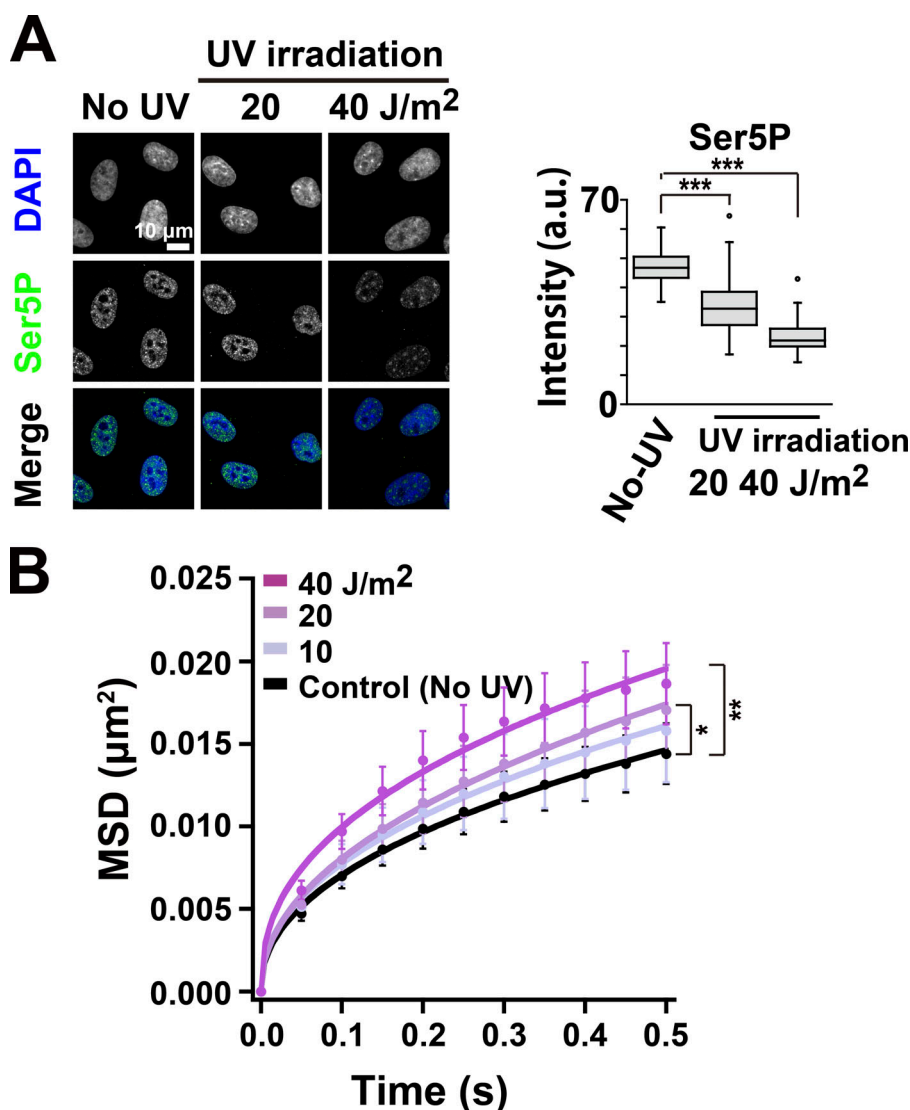 A
UV irradiation
No UV 20 40 J/m²
DAPI
10 µm
Ser5P
Merge
Ser5P
***
***
70
Intensity (a.u.)
0
No-UV
UV irradiation
20 40 J/m²
B
0.025
0.020
0.015
0.010
0.005
0.000
MSD (µm²)
40 J/m²
20
10
Control (No UV)
*
**
0.0 0.1 0.2 0.3 0.4 0.5
Time (s)